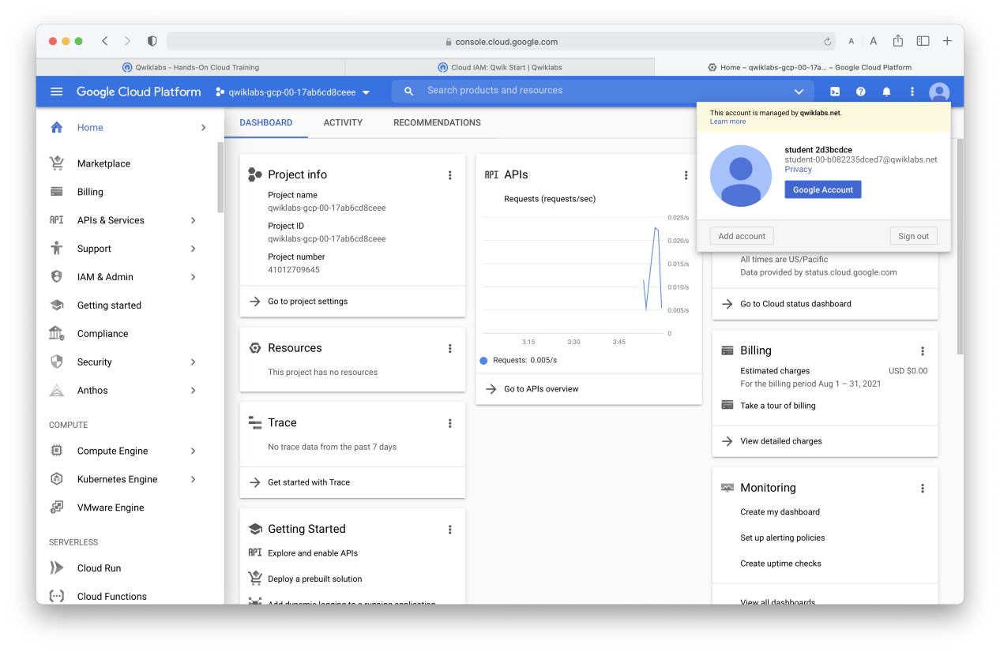 console.cloud.google.com
A
A
Qwiklabs - Hands-On Cloud Training
Cloud IAM: Qwik Start | Qwiklabs
Home – qwiklabs-gcp-00-17a... – Google Cloud Platform
Google Cloud Platform
qwiklabs-gcp-00-17ab6cd8ceee
Search products and resources
Home
Marketplace
Billing
API
APIs & Services
Support
IAM & Admin
Getting started
Compliance
Security
Anthos
COMPUTE
Compute Engine
Kubernetes Engine
VMware Engine
SERVERLESS
Cloud Run
Cloud Functions
DASHBOARD
ACTIVITY
RECOMMENDATIONS
Project info
Project name
qwiklabs-gcp-00-17ab6cd8ceee
Project ID
qwiklabs-gcp-00-17ab6cd8ceee
Project number
41012709645
Go to project settings
Resources
This project has no resources
Trace
No trace data from the past 7 days
Get started with Trace
Getting Started
API
Explore and enable APIs
Deploy a prebuilt solution
Add dynamic logging to a running application
API
APIs
Requests (requests/sec)
0.025/s
0.020/s
0.015/s
0.010/s
0.005/s
0
3:15
3:30
3:45
Requests: 0.005/s
Go to APIs overview
This account is managed by qwiklabs.net.
Learn more
student 2d3bcdce
student-00-b082235dced7@qwiklabs.net
Privacy
Google Account
Add account
Sign out
All times are US/Pacific
Data provided by status.cloud.google.com
Go to Cloud status dashboard
Billing
Estimated charges
USD $0.00
For the billing period Aug 1 – 31, 2021
Take a tour of billing
View detailed charges
Monitoring
Create my dashboard
Set up alerting policies
Create uptime checks
View all dashboards